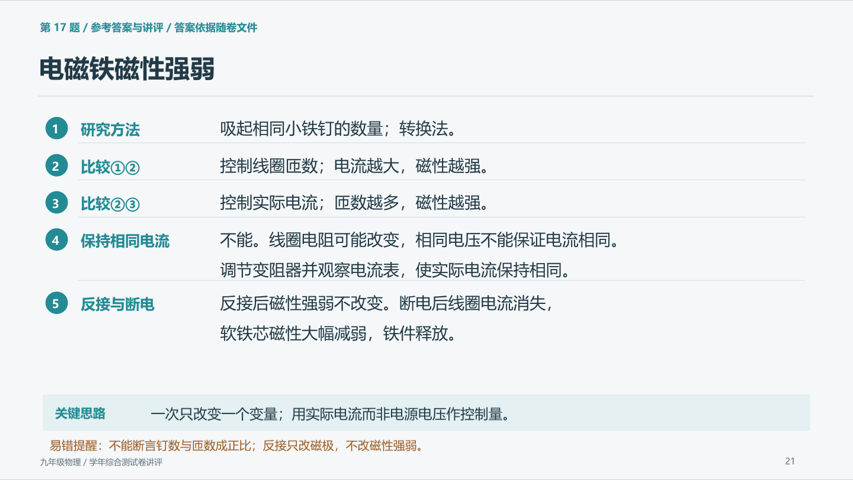 第 17 题 / 参考答案与讲评 / 答案依据随卷文件
电磁铁磁性强弱
1 研究方法 吸起相同小铁钉的数量；转换法。
2 比较①② 控制线圈匝数；电流越大，磁性越强。
3 比较②③ 控制实际电流；匝数越多，磁性越强。
4 保持相同电流 不能。线圈电阻可能改变，相同电压不能保证电流相同。
调节变阻器并观察电流表，使实际电流保持相同。
5 反接与断电 反接后磁性强弱不改变。断电后线圈电流消失，
软铁芯磁性大幅减弱，铁件释放。
关键思路 一次只改变一个变量；用实际电流而非电源电压作控制量。
易错提醒：不能断言钉数与匝数成正比；反接只改磁极，不改磁性强弱。
九年级物理 / 学年综合测试卷讲评 21